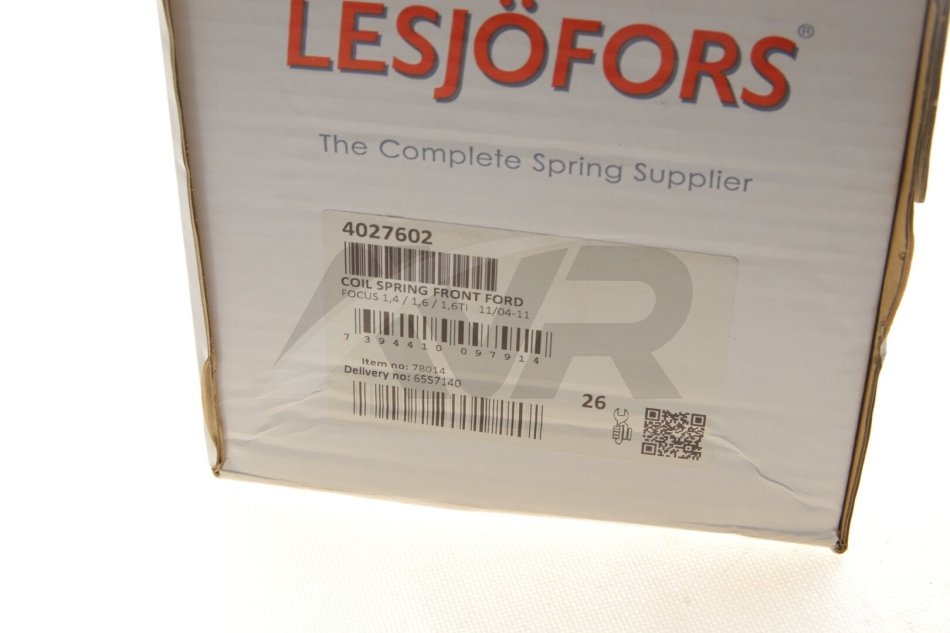 LESJÖFORS®
The Complete Spring Supplier
4027602
COIL SPRING FRONT FORD
FOCUS 1,4 / 1,6 / 1,6TI 11/04-11
7 394410 097914
Item no: 78014
Delivery no: 6557140
26
NR